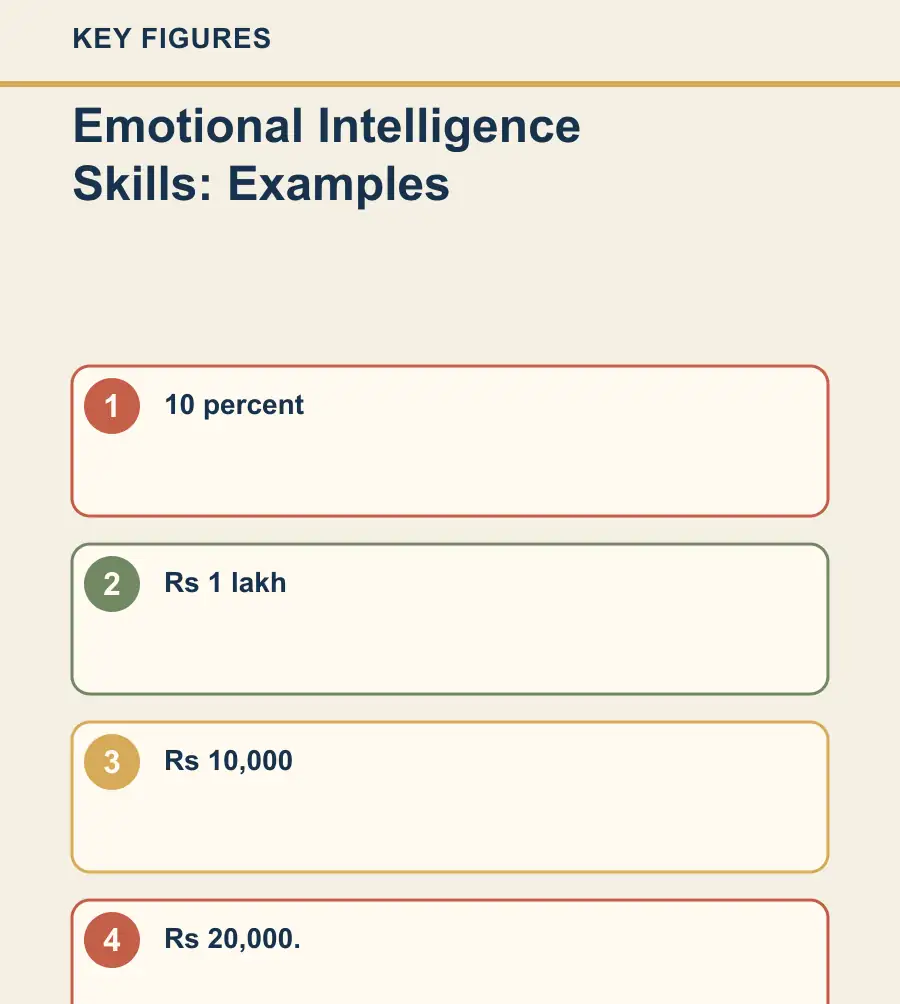 KEY FIGURES
Emotional Intelligence
Skills: Examples
1 10 percent
2 Rs 1 lakh
3 Rs 10,000
4 Rs 20,000.